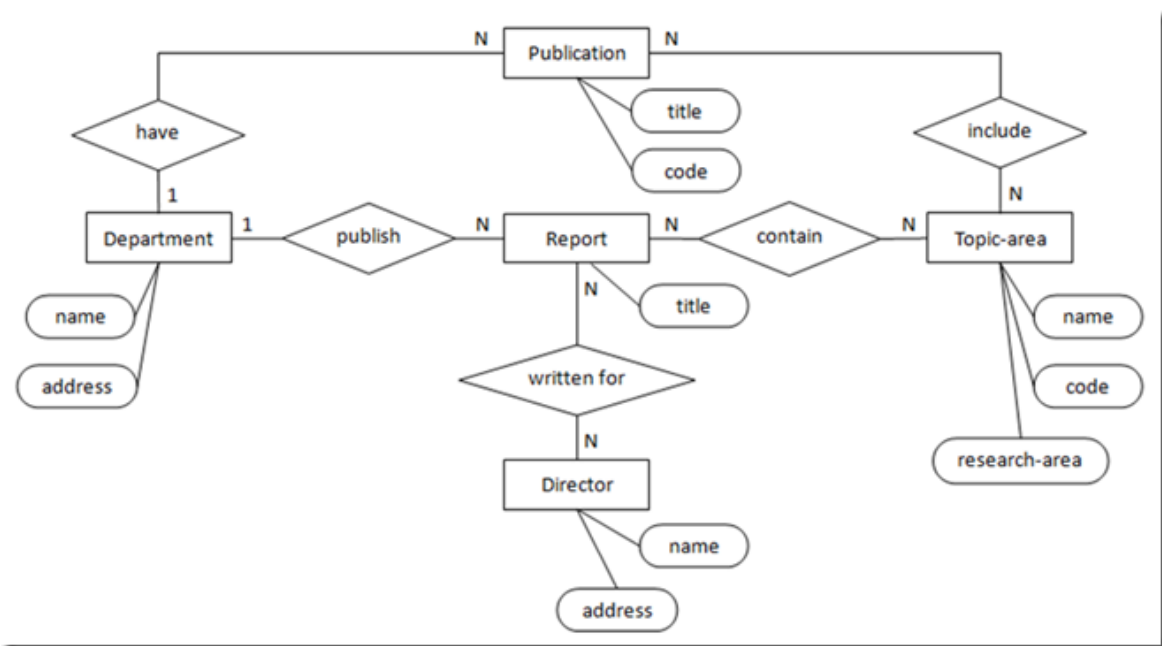 N Publication N
title
have
include
code
1
N
Department 1 publish N Report N contain N Topic-area
N
name
title
name
written for
address
code
N
research-area
Director
name
address